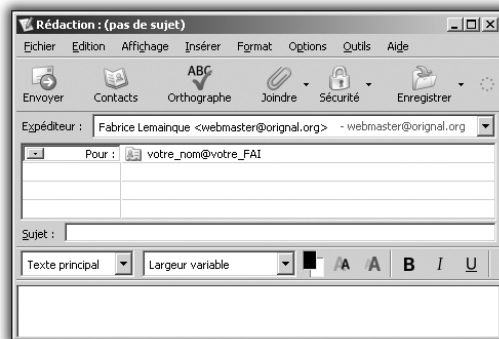 Rédaction : (pas de sujet)
Fichier Edition Affichage Insérer Format Options Outils Aide
ABC
Envoyer Contacts Orthographe Joindre Sécurité Enregistrer
Expéditeur : Fabrice Lemainque <webmaster@orignal.org> - webmaster@orignal.org
Pour : votre_nom@votre_FAI
Sujet :
Texte principal Largeur variable A A A B I U